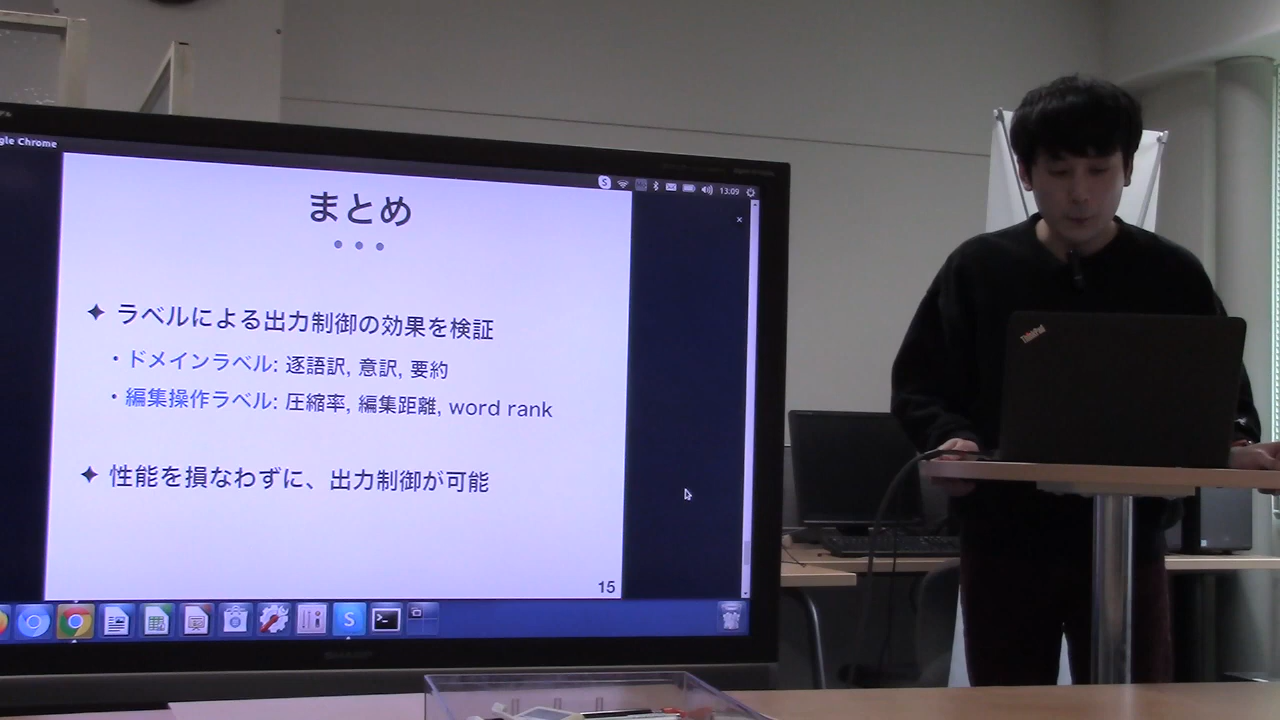 gle Chrome
13:09
まとめ
ラベルによる出力制御の効果を検証
・ドメインラベル: 逐語訳, 意訳, 要約
・編集操作ラベル: 圧縮率, 編集距離, word rank
性能を損なわずに、出力制御が可能
15
SHARP
ThinkPad